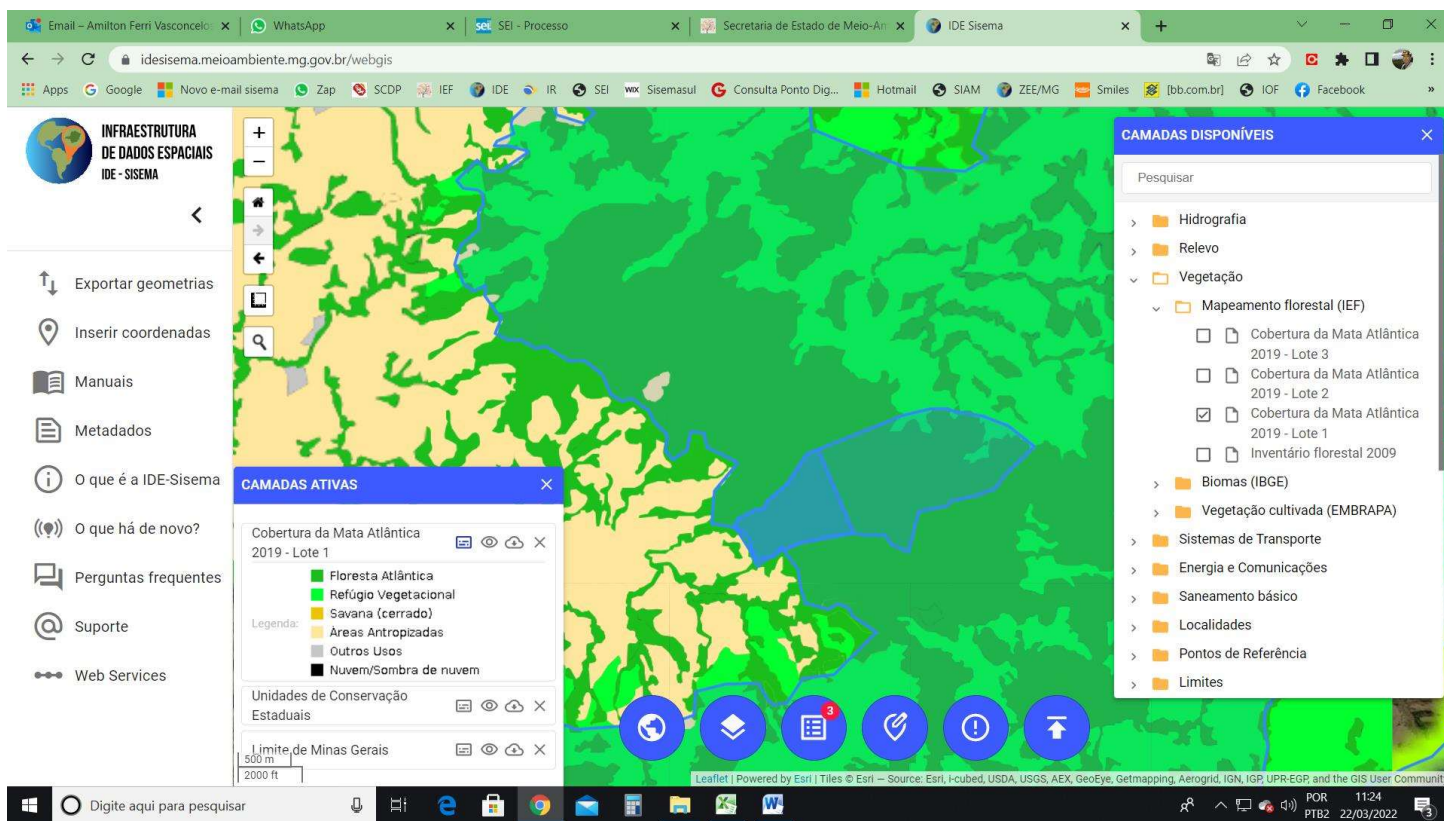 Email – Amilton Ferri Vasconcelo
WhatsApp
sei. SEI - Processo
Secretaria de Estado de Meio-Am
IDE Sisema
idesisema.meioambiente.mg.gov.br/webgis
Apps
Google
Novo e-mail sisema
Zap
SCDP
IEF
IDE
IR
SEI
WIX Sisemasul
Consulta Ponto Dig...
Hotmail
SIAM
ZEE/MG
Smiles
[bb.com.br]
IOF
Facebook
»
INFRAESTRUTURA
DE DADOS ESPACIAIS
IDE - SISEMA
Exportar geometrias
Inserir coordenadas
Manuais
Metadados
O que é a IDE-Sisema
O que há de novo?
Perguntas frequentes
Suporte
Web Services
CAMADAS ATIVAS
Cobertura da Mata Atlântica
2019 - Lote 1
Legenda:
Floresta Atlântica
Refúgio Vegetacional
Savana (cerrado)
Áreas Antropizadas
Outros Usos
Nuvem/Sombra de nuvem
Unidades de Conservação
Estaduais
Limite de Minas Gerais
500 m
2000 ft
3
CAMADAS DISPONÍVEIS
Pesquisar
Hidrografia
Relevo
Vegetação
Mapeamento florestal (IEF)
Cobertura da Mata Atlântica
2019 - Lote 3
Cobertura da Mata Atlântica
2019 - Lote 2
Cobertura da Mata Atlântica
2019 - Lote 1
Inventário florestal 2009
Biomas (IBGE)
Vegetação cultivada (EMBRAPA)
Sistemas de Transporte
Energia e Comunicações
Saneamento básico
Localidades
Pontos de Referência
Limites
Leaflet | Powered by Esri | Tiles © Esri — Source: Esri, i-cubed, USDA, USGS, AEX, GeoEye, Getmapping, Aerogrid, IGN, IGP, UPR-EGP, and the GIS User Communit
Digite aqui para pesquisar
POR
PTB2
11:24
22/03/2022
3